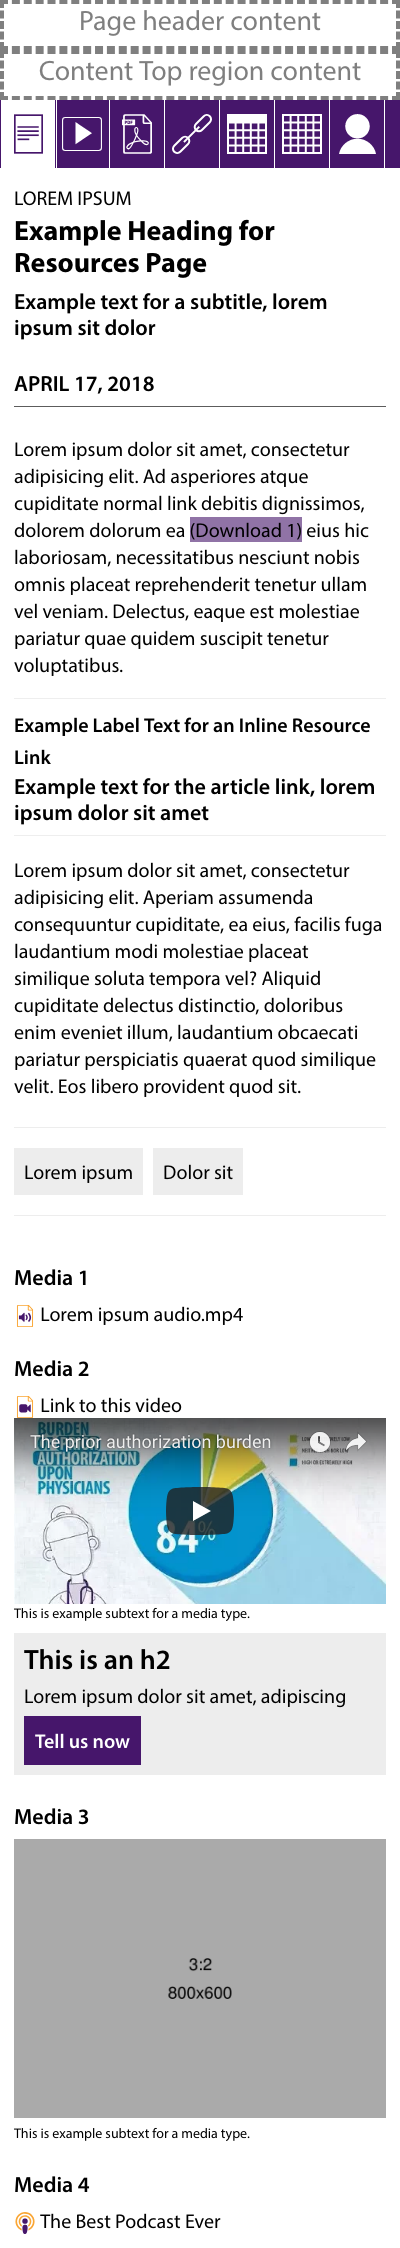 Page header content
Content Top region content
PDF
LOREM IPSUM
Example Heading for
Resources Page
Example text for a subtitle, lorem
ipsum sit dolor
APRIL 17, 2018
Lorem ipsum dolor sit amet, consectetur
adipisicing elit. Ad asperiores atque
cupiditate normal link debitis dignissimos,
dolorem dolorum ea (Download 1) eius hic
laboriosam, necessitatibus nesciunt nobis
omnis placeat reprehenderit tenetur ullam
vel veniam. Delectus, eaque est molestiae
pariatur quae quidem suscipit tenetur
voluptatibus.
Example Label Text for an Inline Resource
Link
Example text for the article link, lorem
ipsum dolor sit amet
Lorem ipsum dolor sit amet, consectetur
adipisicing elit. Aperiam assumenda
consequuntur cupiditate, ea eius, facilis fuga
laudantium modi molestiae placeat
similique soluta tempora vel? Aliquid
cupiditate delectus distinctio, doloribus
enim eveniet illum, laudantium obcaecati
pariatur perspiciatis quaerat quod similique
velit. Eos libero provident quod sit.
Lorem ipsum
Dolor sit
Media 1
Lorem ipsum audio.mp4
Media 2
Link to this video
The prior authorization burden
BURDEN
AUTHORIZATION
UPON
PHYSICIANS
HIGH OR EXTREMELY HIGH
84%
This is example subtext for a media type.
This is an h2
Lorem ipsum dolor sit amet, adipiscing
Tell us now
Media 3
3:2
800x600
This is example subtext for a media type.
Media 4
The Best Podcast Ever